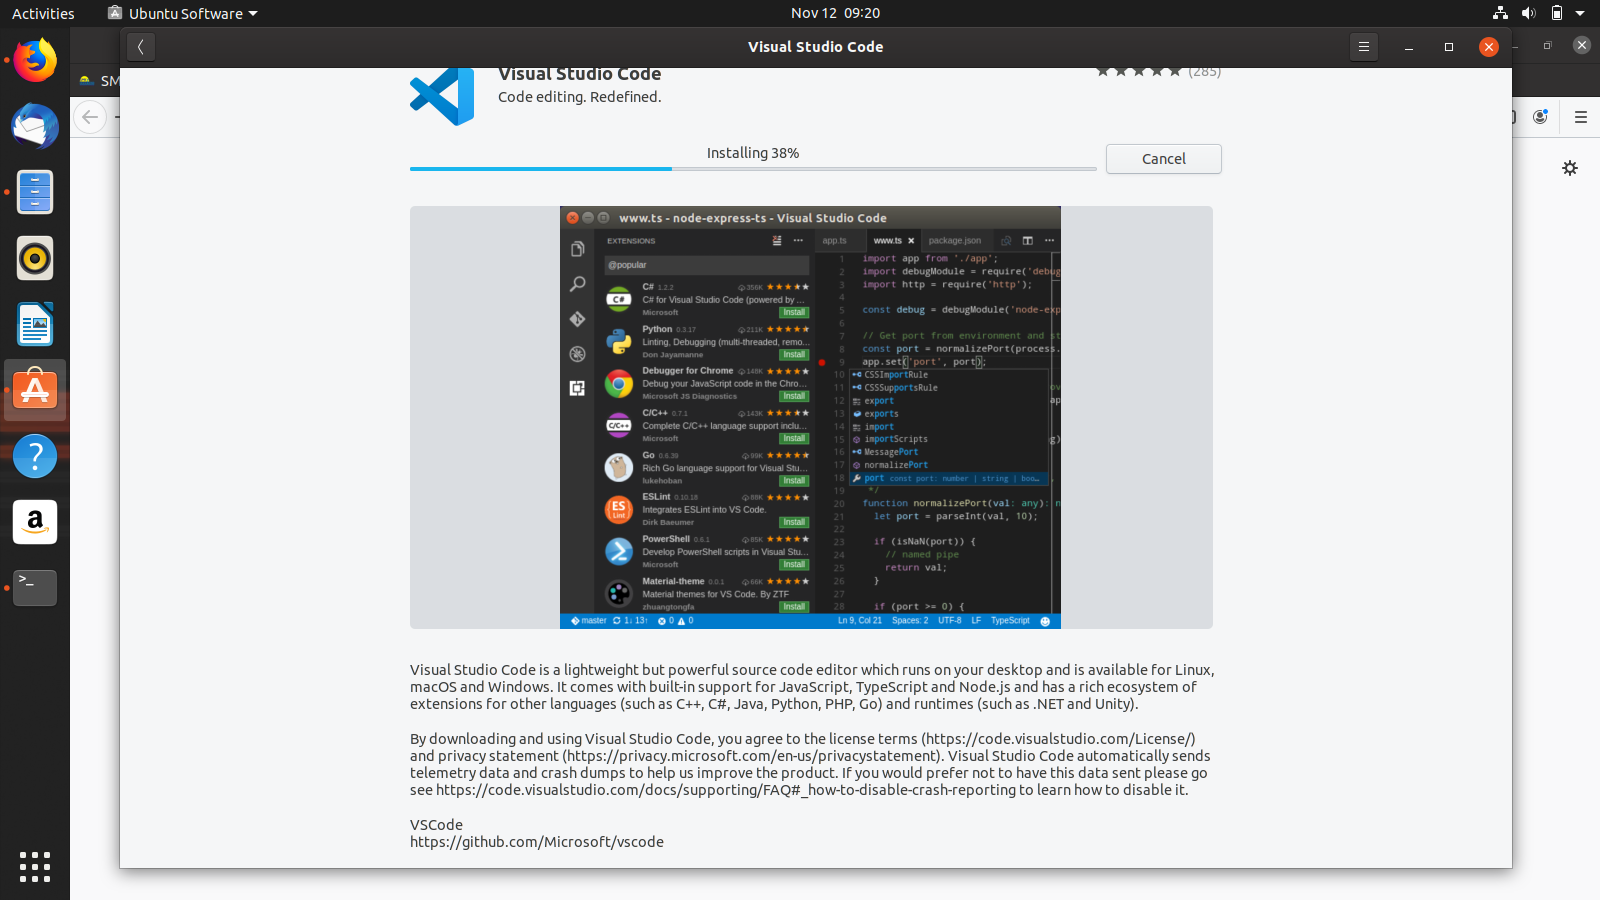 Activities
Ubuntu Software
Nov 12 09:20
Visual Studio Code
SM
Visual Studio Code
(285)
Code editing. Redefined.
Installing 38%
Cancel
www.ts - node-express-ts - Visual Studio Code
EXTENSIONS
@popular
C# 1.2.2 356K
C# for Visual Studio Code (powered by ...
Microsoft Install
Python 0.3.17 211K
Linting, Debugging (multi-threaded, remo...
Don Jayamanne Install
Debugger for Chrome 148K
Debug your JavaScript code in the Chro...
Microsoft JS Diagnostics Install
C/C++ 0.7.1 143K
Complete C/C++ language support inclu...
Microsoft Install
Go 0.6.39 99K
Rich Go language support for Visual Stu...
lukehoban Install
ESLint 0.10.18 88K
Integrates ESLint into VS Code.
Dirk Baeumer Install
PowerShell 0.6.1 85K
Develop PowerShell scripts in Visual Stu...
Microsoft Install
Material-theme 0.0.1 66K
Material themes for VS Code. By ZTF
zhuangtongfa Install
app.ts www.ts package.json
1 import app from './app';
2 import debugModule = require('debug
3 import http = require('http');
4
5 const debug = debugModule('node-exp
6
7 // Get port from environment and st
8 const port = normalizePort(process.
9 app.set('port', port);
10 CSSImportRule
11 CSSSupportsRule ov
12 export ap
13 exports
14 import
15 importScripts g)
16 MessagePort
17 normalizePort
18 port const port: number | string | boo...
19 */
20 function normalizePort(val: any): n
21 let port = parseInt(val, 10);
22
23 if (isNaN(port)) {
24 // named pipe
25 return val;
26 }
27
28 if (port >= 0) {
master 1↓ 13↑ 0 0 Ln 9, Col 21 Spaces: 2 UTF-8 LF TypeScript
Visual Studio Code is a lightweight but powerful source code editor which runs on your desktop and is available for Linux,
macOS and Windows. It comes with built-in support for JavaScript, TypeScript and Node.js and has a rich ecosystem of
extensions for other languages (such as C++, C#, Java, Python, PHP, Go) and runtimes (such as .NET and Unity).
By downloading and using Visual Studio Code, you agree to the license terms (https://code.visualstudio.com/License/)
and privacy statement (https://privacy.microsoft.com/en-us/privacystatement). Visual Studio Code automatically sends
telemetry data and crash dumps to help us improve the product. If you would prefer not to have this data sent please go
see https://code.visualstudio.com/docs/supporting/FAQ#_how-to-disable-crash-reporting to learn how to disable it.
VSCode
https://github.com/Microsoft/vscode